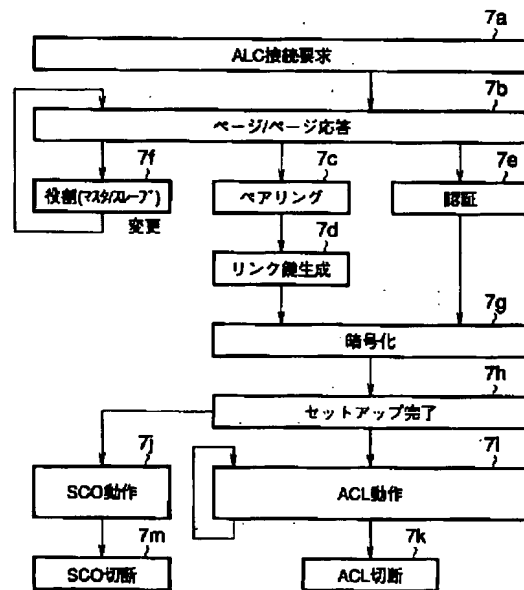 7a
ALC接続要求
7b
ページ/ページ応答
7f
7c
7e
役割(マスタ/スレーブ)
変更
ペアリング
認証
7d
リンク鍵生成
7g
暗号化
7h
セットアップ完了
7j
7i
SCO動作
ACL動作
7m
7k
SCO切断
ACL切断